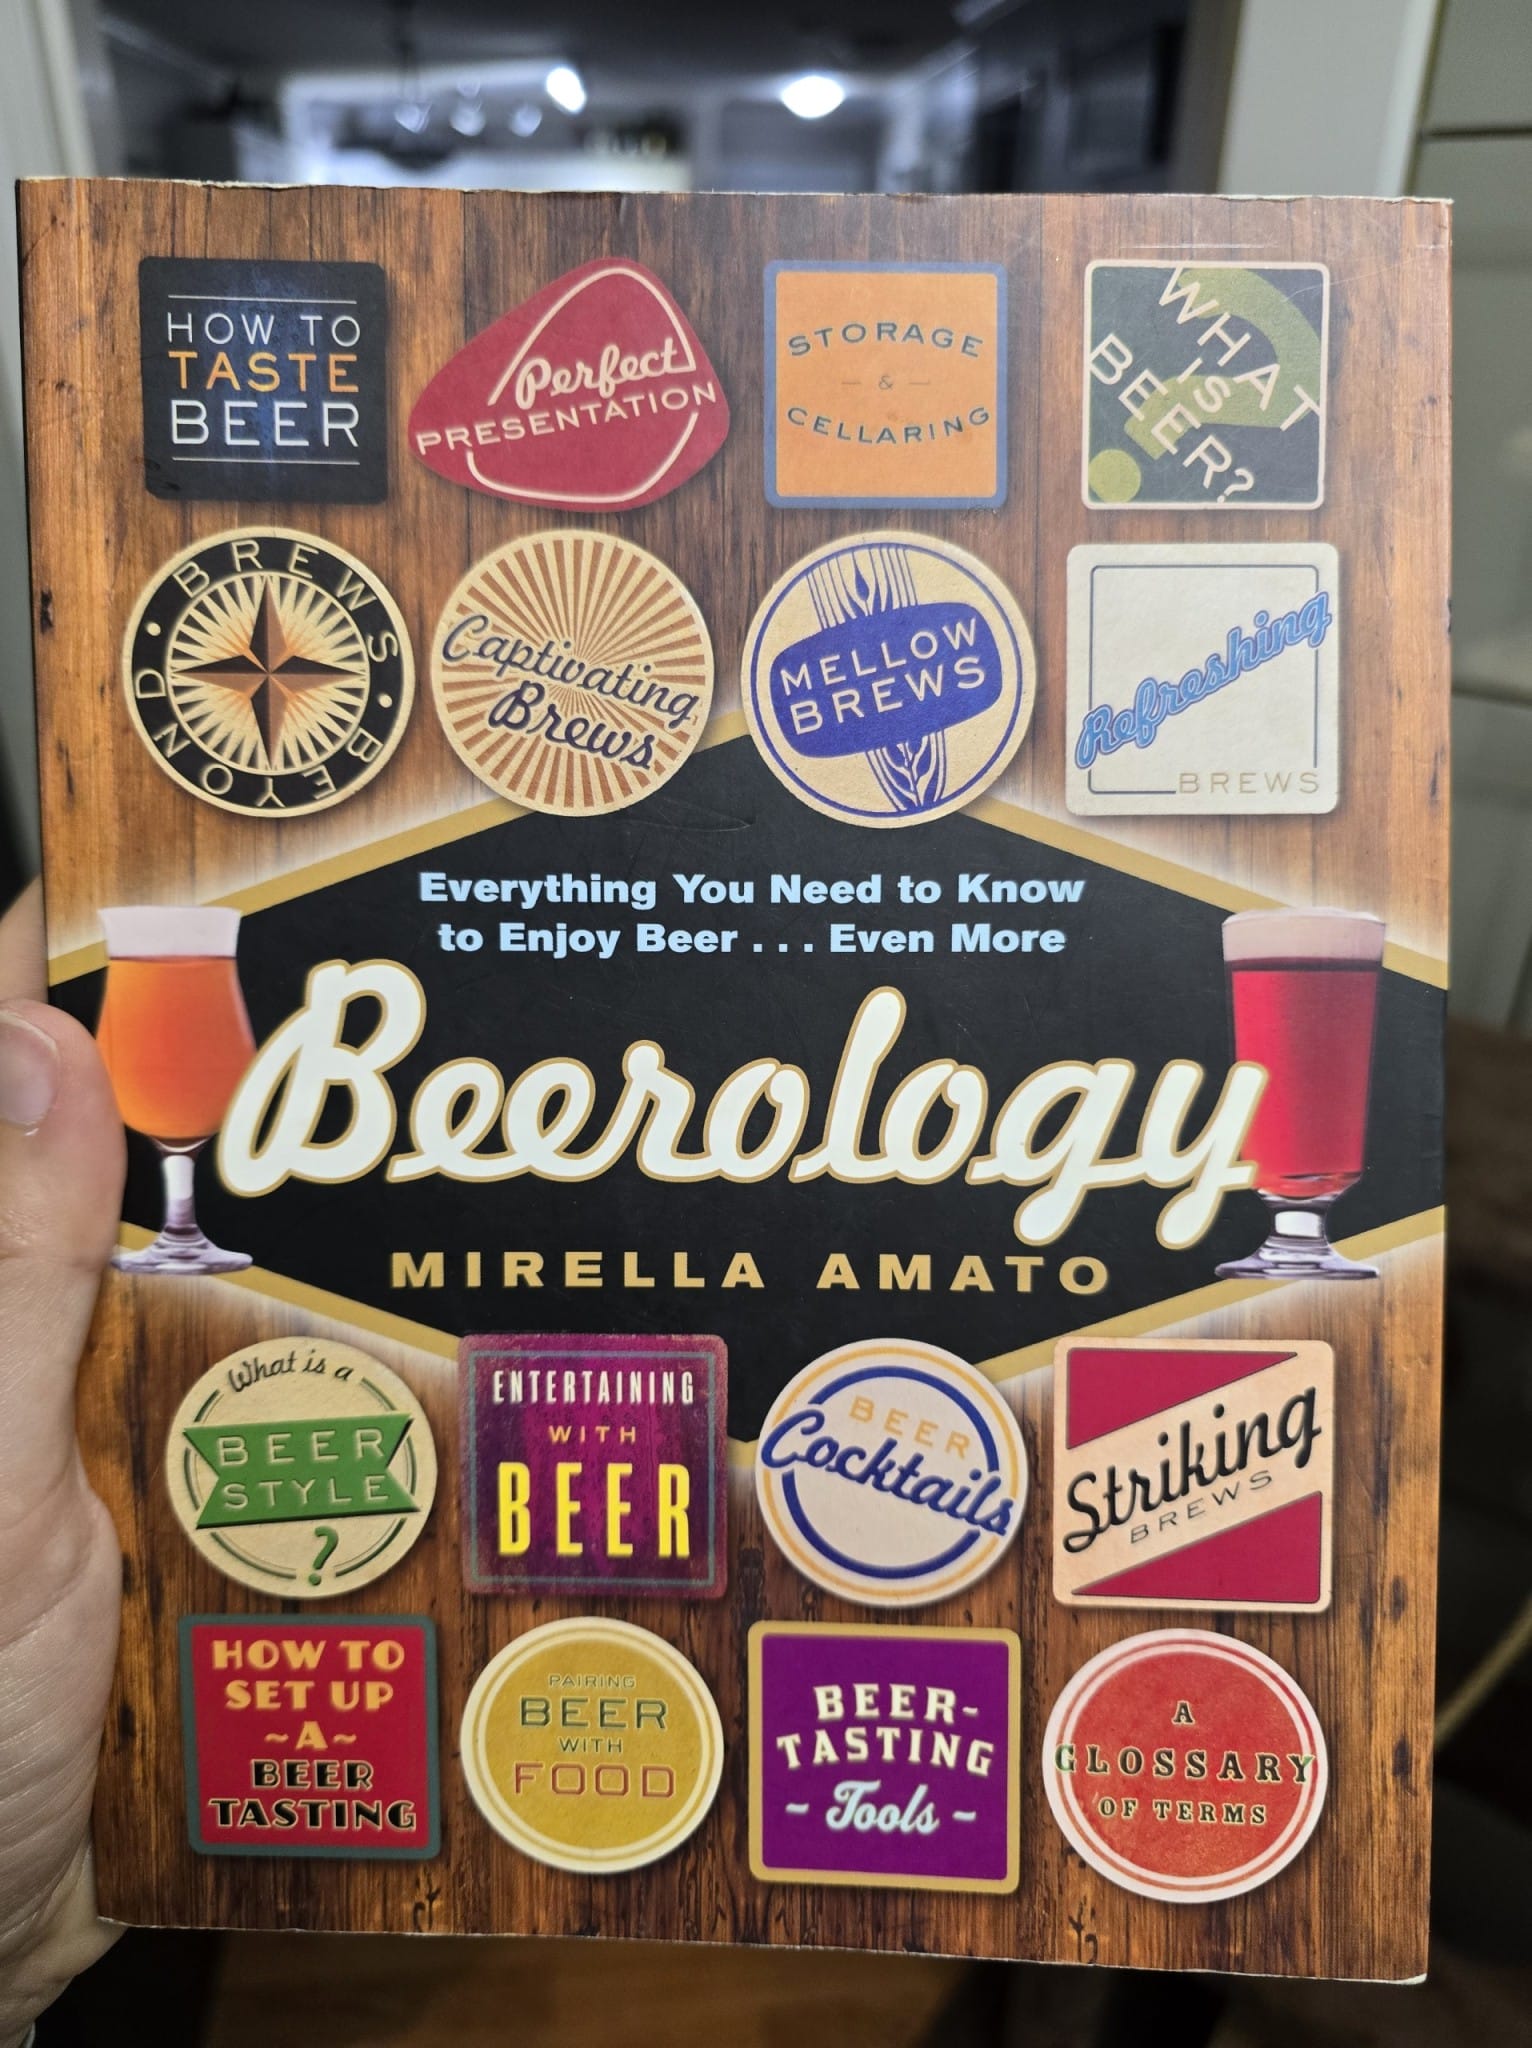 HOW TO
TASTE
BEER
Perfect
PRESENTATION
STORAGE
&
CELLARING
WHAT
IS
BEER?
BREWS • BEYOND •
Captivating
Brews
MELLOW
BREWS
Refreshing
BREWS
Everything You Need to Know
to Enjoy Beer . . . Even More
Beerology
MIRELLA AMATO
What is a
BEER
STYLE
?
ENTERTAINING
WITH
BEER
BEER
Cocktails
Striking
BREWS
HOW TO
SET UP
~A~
BEER
TASTING
PAIRING
BEER
WITH
FOOD
BEER-
TASTING
~ Tools ~
A
GLOSSARY
OF TERMS